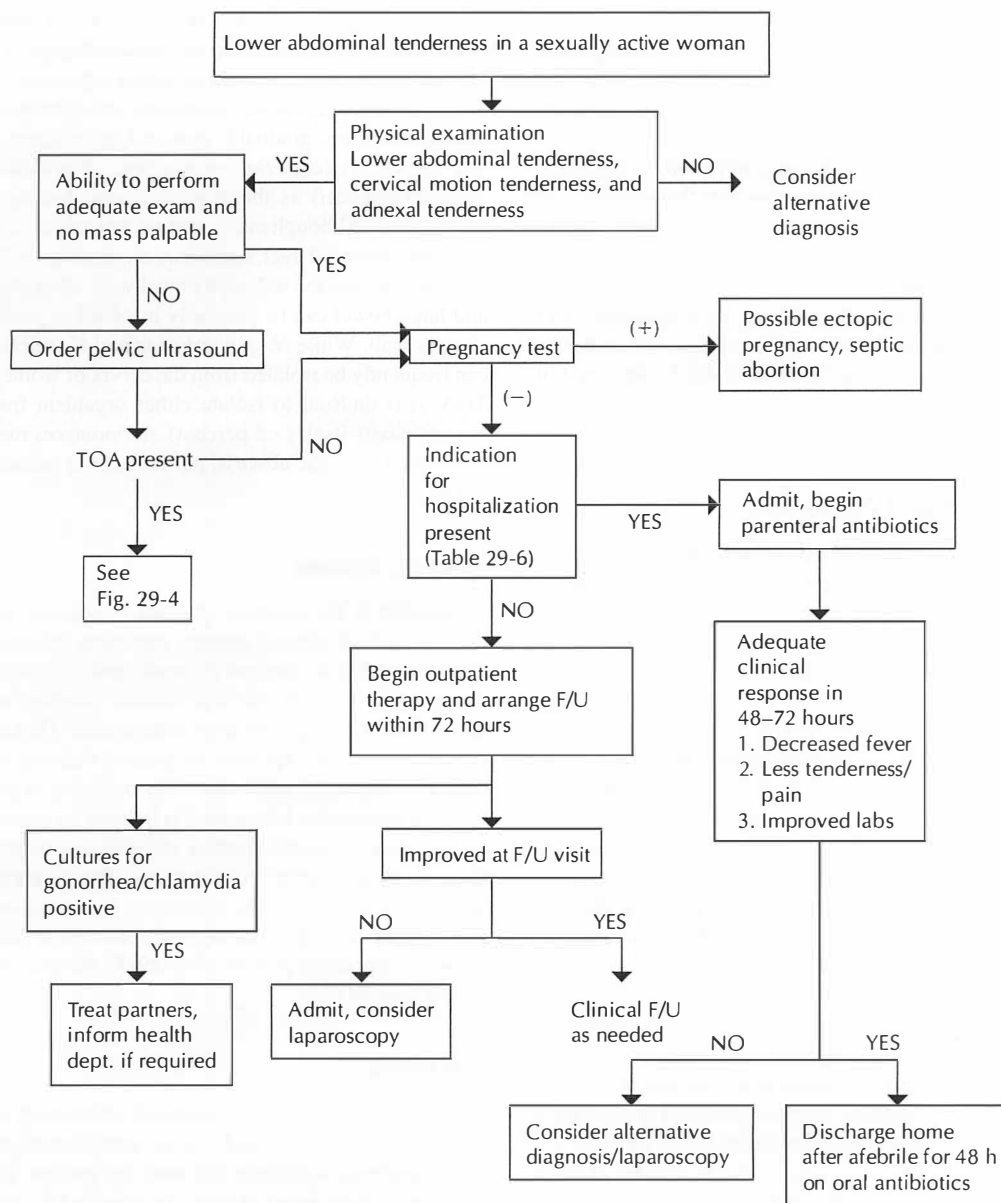 Lower abdominal tenderness in a sexually active woman
Physical examination
Lower abdominal tenderness,
cervical motion tenderness, and
adnexal tenderness
YES
NO
Consider
alternative
diagnosis
Ability to perform
adequate exam and
no mass palpable
YES
NO
Order pelvic ultrasound
Pregnancy test
(+)
Possible ectopic
pregnancy, septic
abortion
(−)
TOA present
NO
YES
See
Fig. 29-4
Indication
for
hospitalization
present
(Table 29-6)
YES
Admit, begin
parenteral antibiotics
NO
Begin outpatient
therapy and arrange F/U
within 72 hours
Adequate
clinical
response in
48–72 hours
1. Decreased fever
2. Less tenderness/
pain
3. Improved labs
Cultures for
gonorrhea/chlamydia
positive
Improved at F/U visit
YES
NO
YES
Treat partners,
inform health
dept. if required
Admit, consider
laparoscopy
Clinical F/U
as needed
NO
YES
Consider alternative
diagnosis/laparoscopy
Discharge home
after afebrile for 48 h
on oral antibiotics